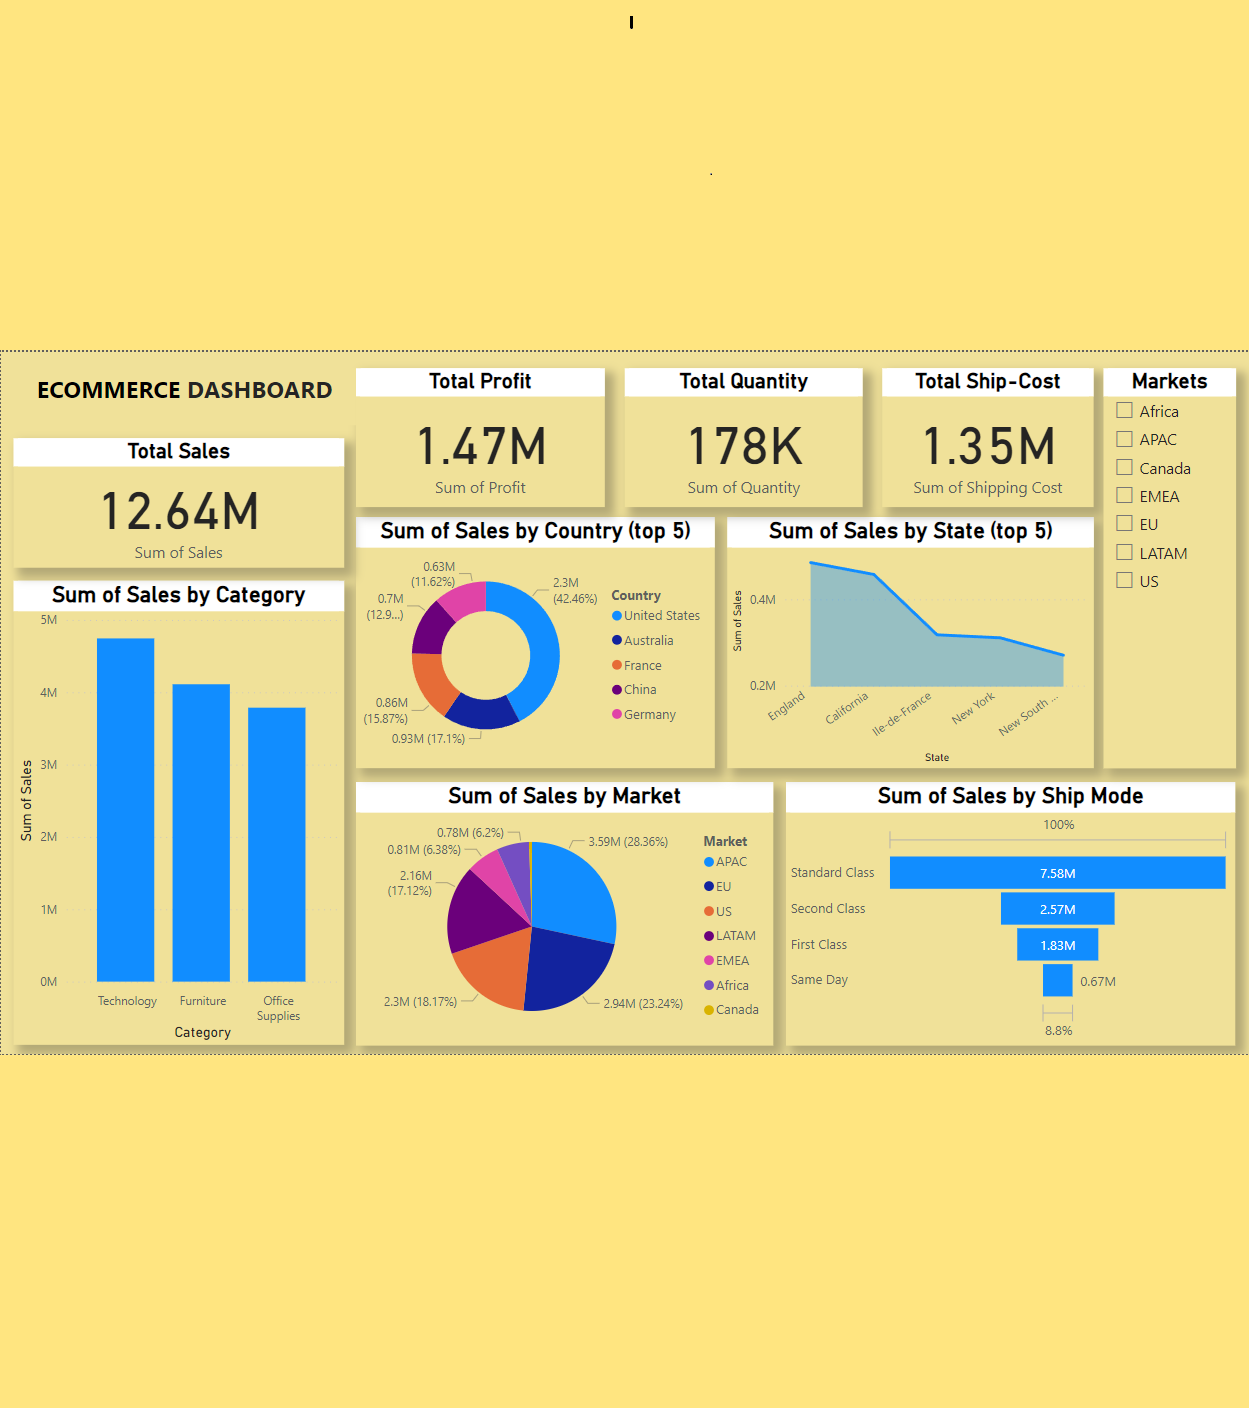 ECOMMERCE DASHBOARD
Total Sales
12.64M
Sum of Sales
Total Profit
1.47M
Sum of Profit
Total Quantity
178K
Sum of Quantity
Total Ship-Cost
1.35M
Sum of Shipping Cost
Markets
Africa
APAC
Canada
EMEA
EU
LATAM
US
Sum of Sales by Category
5M
4M
3M
2M
1M
0M
Sum of Sales
Technology
Furniture
Office
Supplies
Category
Sum of Sales by Country (top 5)
0.63M
(11.62%)
2.3M
(42.46%)
0.7M
(12.9...)
0.86M
(15.87%)
0.93M (17.1%)
Country
United States
Australia
France
China
Germany
Sum of Sales by State (top 5)
0.4M
0.2M
Sum of Sales
England
California
Ile-de-France
New York
New South ...
State
Sum of Sales by Market
0.78M (6.2%)
3.59M (28.36%)
0.81M (6.38%)
2.16M
(17.12%)
2.3M (18.17%)
2.94M (23.24%)
Market
APAC
EU
US
LATAM
EMEA
Africa
Canada
Sum of Sales by Ship Mode
100%
Standard Class
7.58M
Second Class
2.57M
First Class
1.83M
Same Day
0.67M
8.8%